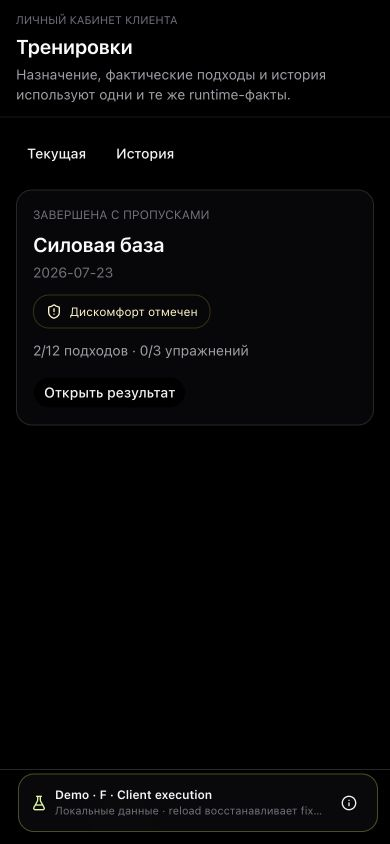 ЛИЧНЫЙ КАБИНЕТ КЛИЕНТА
Тренировки
Назначение, фактические подходы и история
используют одни и те же runtime-факты.
Текущая История
ЗАВЕРШЕНА С ПРОПУСКАМИ
Силовая база
2026-07-23
Дискомфорт отмечен
2/12 подходов · 0/3 упражнений
Открыть результат
Demo · F · Client execution
Локальные данные · reload восстанавливает fix...